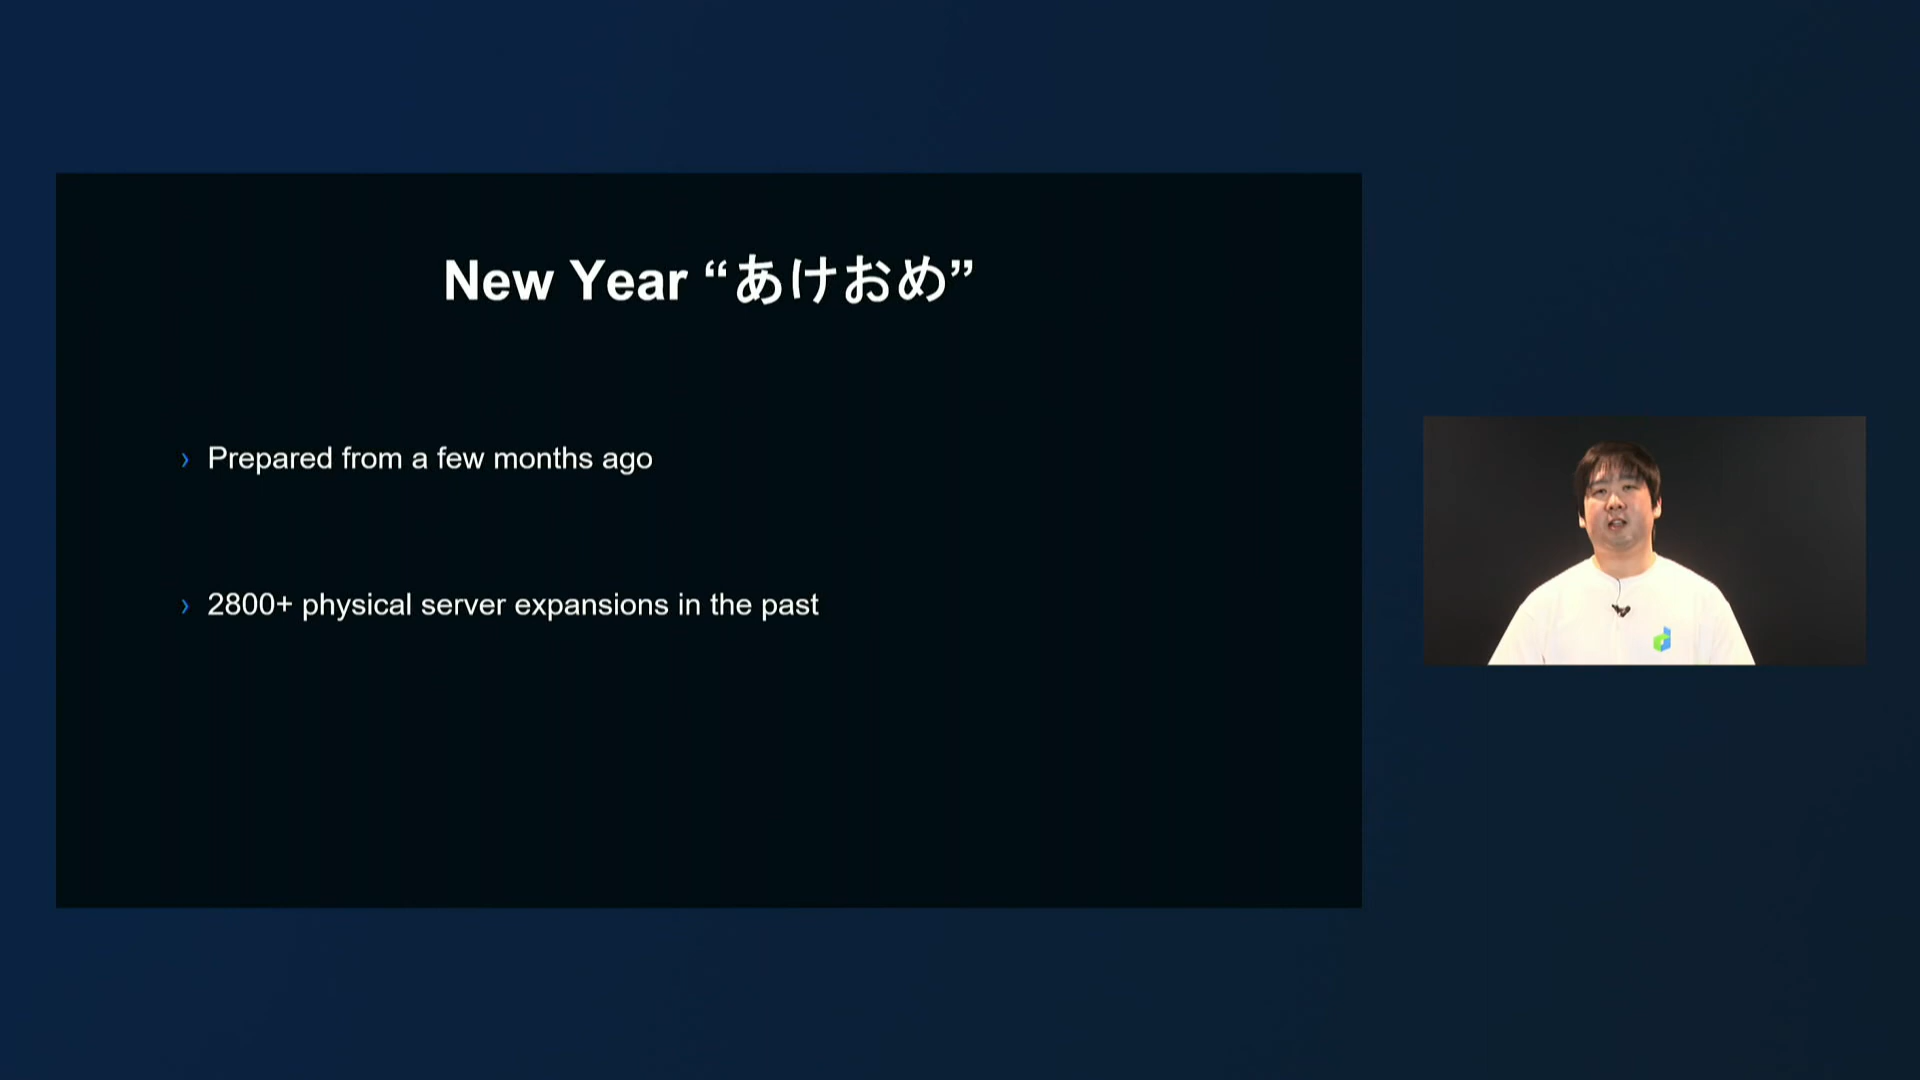 New Year “あけおめ”
› Prepared from a few months ago
› 2800+ physical server expansions in the past